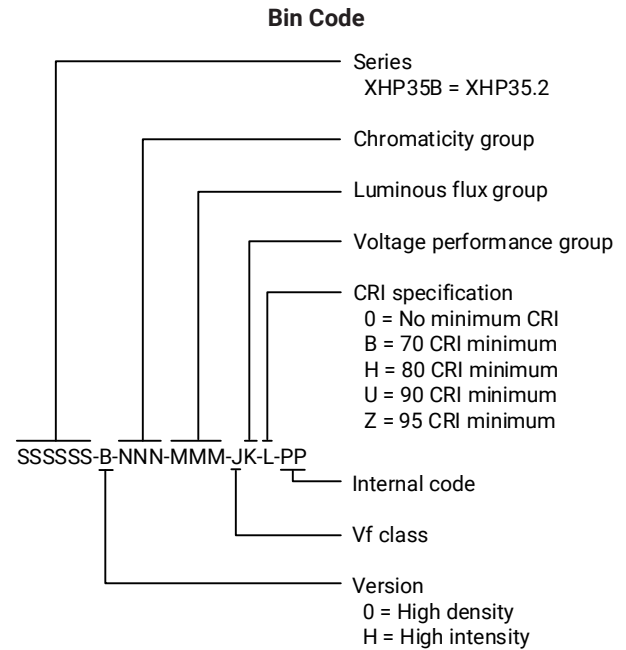 Bin Code
Series
XHP35B = XHP35.2
Chromaticity group
Luminous flux group
Voltage performance group
CRI specification
0 = No minimum CRI
B = 70 CRI minimum
H = 80 CRI minimum
U = 90 CRI minimum
Z = 95 CRI minimum
SSSSSS-B-NNN-MMM-JK-L-PP
Internal code
Vf class
Version
0 = High density
H = High intensity